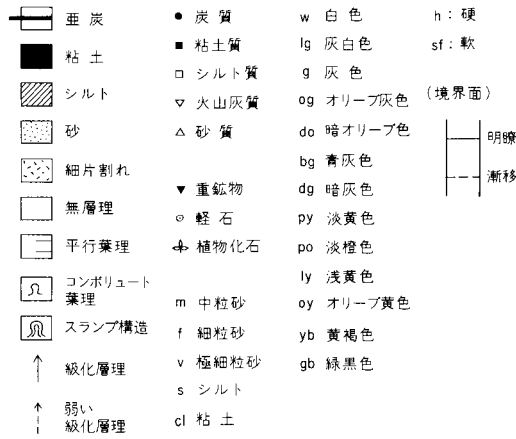 亜炭
粘土
シルト
砂
細片割れ
無層理
平行葉理
コンボリュート
葉理
スランプ構造
級化層理
弱い
級化層理
炭質
粘土質
シルト質
火山灰質
砂質
重鉱物
軽石
植物化石
m 中粒砂
f 細粒砂
v 極細粒砂
s シルト
cl 粘土
w 白色
lg 灰白色
g 灰色
og オリーブ灰色
do 暗オリーブ色
bg 青灰色
dg 暗灰色
py 淡黄色
po 淡橙色
ly 浅黄色
oy オリーブ黄色
yb 黄褐色
gb 緑黒色
h: 硬
sf: 軟
(境界面)
明瞭
漸移